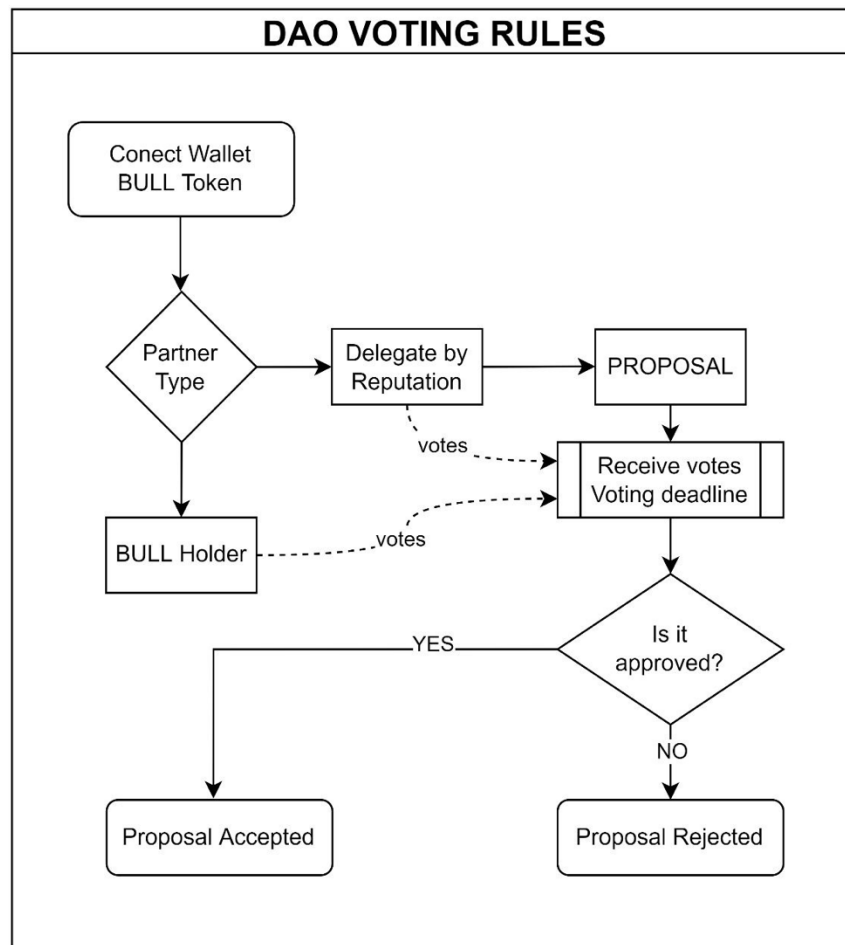 DAO VOTING RULES
Conect Wallet
BULL Token
Partner
Type
Delegate by
Reputation
PROPOSAL
votes
Receive votes
Voting deadline
BULL Holder
votes
Is it
approved?
YES
NO
Proposal Accepted
Proposal Rejected